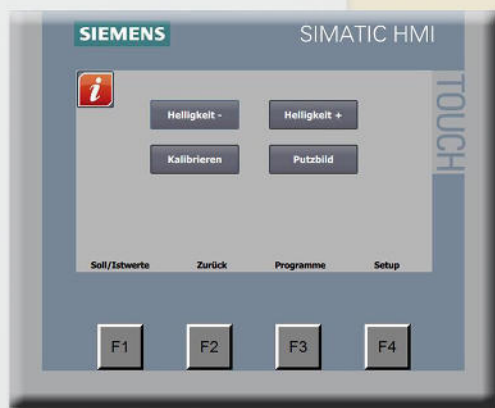 SIEMENS SIMATIC HMI
TOUCH
i
Helligkeit - Helligkeit +
Kalibrieren Putzbild
Soll/Istwerte Zurück Programme Setup
F1 F2 F3 F4